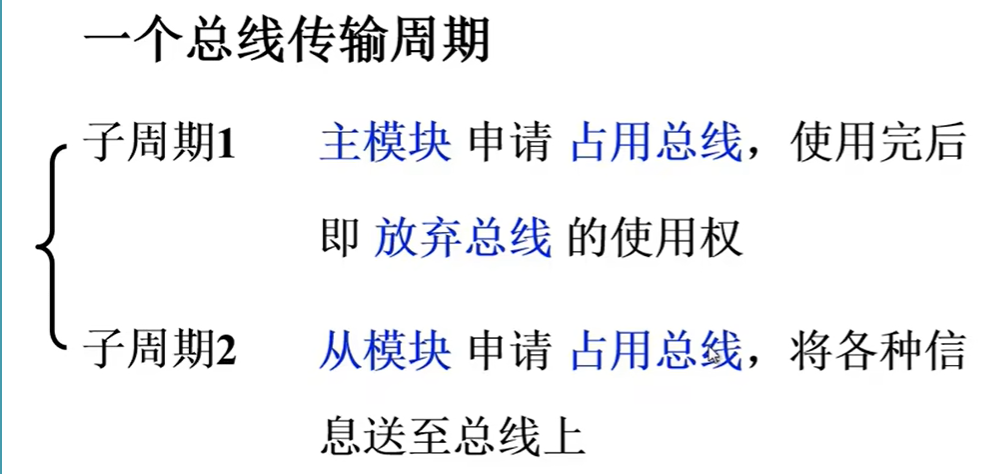 一个总线传输周期
子周期1 主模块 申请 占用总线，使用完后
即 放弃总线 的使用权
子周期2 从模块 申请 占用总线，将各种信
息送至总线上